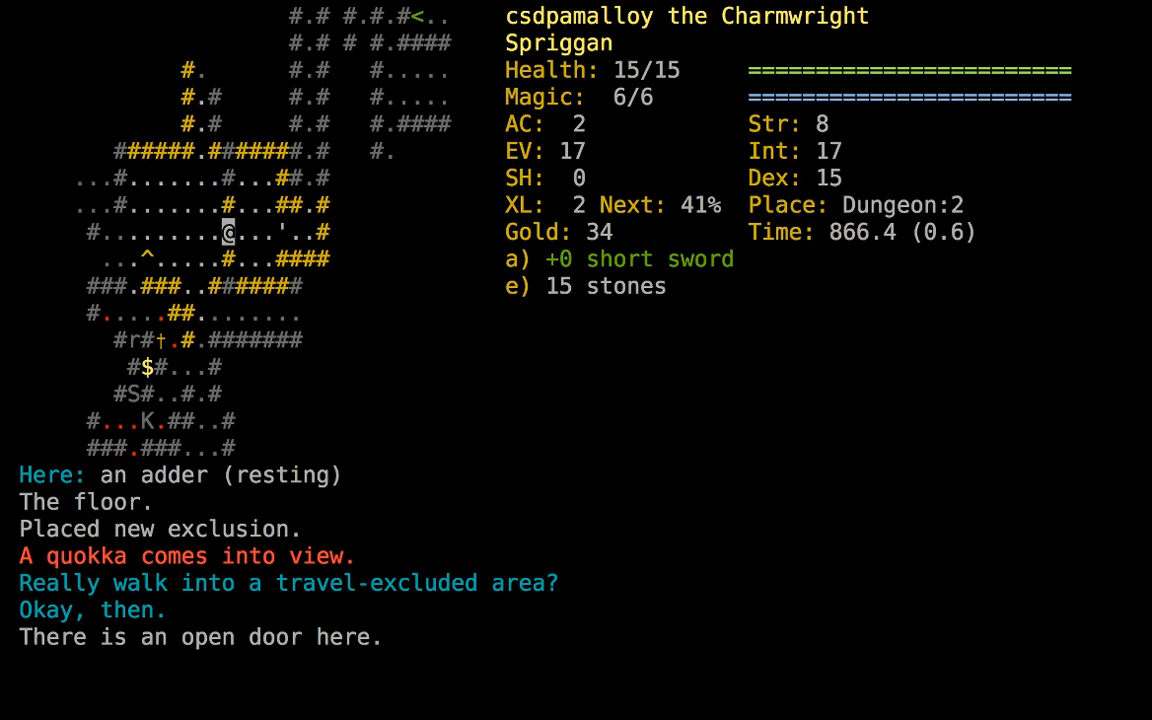 #.# #.#.#<.. csdpamalloy the Charmwright
#.# # #.#### Spriggan
#. #.# #..... Health: 15/15 ========================
#.# #.# #..... Magic: 6/6 ========================
#.# #.# #.#### AC: 2 Str: 8
######.######.# #. EV: 17 Int: 17
...#.......#...##.# SH: 0 Dex: 15
...#.......#...##.# XL: 2 Next: 41% Place: Dungeon:2
#.........@...'..# Gold: 34 Time: 866.4 (0.6)
...^.....#...#### a) +0 short sword
###.###..####### e) 15 stones
#.....##........
#r#†.#.#######
#$#...#
#S#..#.#
#...K.##..#
###.###...#
Here: an adder (resting)
The floor.
Placed new exclusion.
A quokka comes into view.
Really walk into a travel-excluded area?
Okay, then.
There is an open door here.